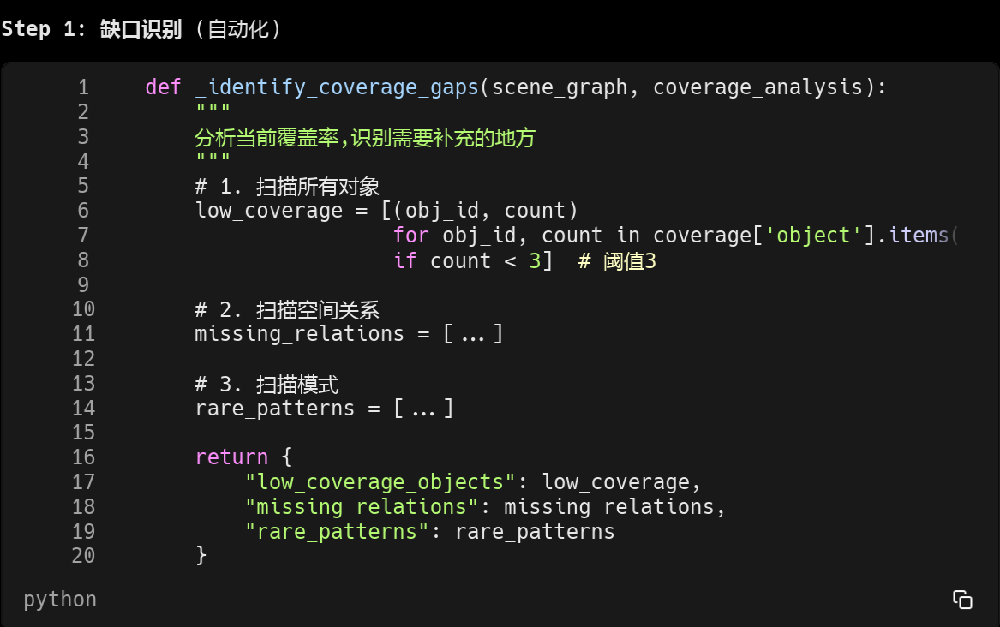 Step 1: 缺口识别 (自动化)
1 def _identify_coverage_gaps(scene_graph, coverage_analysis):
2 """
3 分析当前覆盖率,识别需要补充的地方
4 """
5 # 1. 扫描所有对象
6 low_coverage = [(obj_id, count)
7 for obj_id, count in coverage['object'].items(
8 if count < 3]  # 阈值3
9
10 # 2. 扫描空间关系
11 missing_relations = [...]
12
13 # 3. 扫描模式
14 rare_patterns = [...]
15
16 return {
17 "low_coverage_objects": low_coverage,
18 "missing_relations": missing_relations,
19 "rare_patterns": rare_patterns
20 }
python